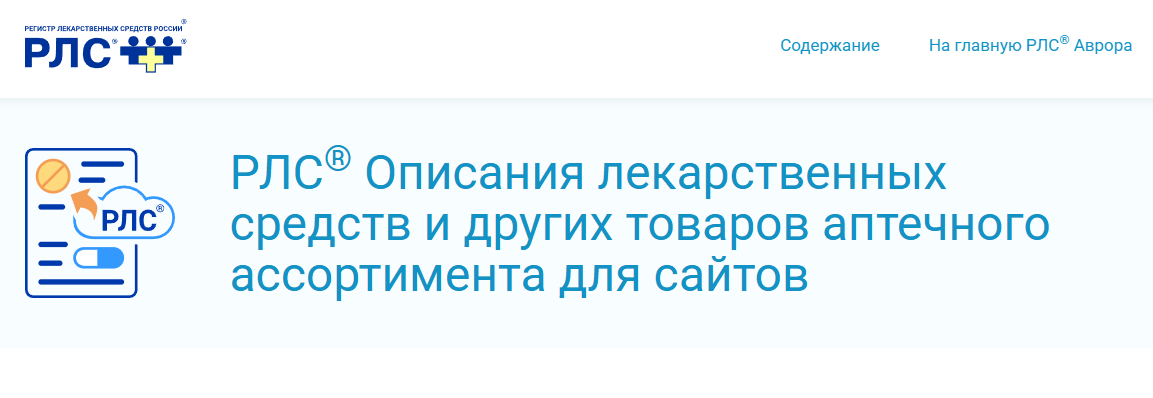 РЕГИСТР ЛЕКАРСТВЕННЫХ СРЕДСТВ РОССИИ®
РЛС® ®
Содержание
На главную РЛС® Аврора
РЛС®
РЛС® Описания лекарственных
средств и других товаров аптечного
ассортимента для сайтов